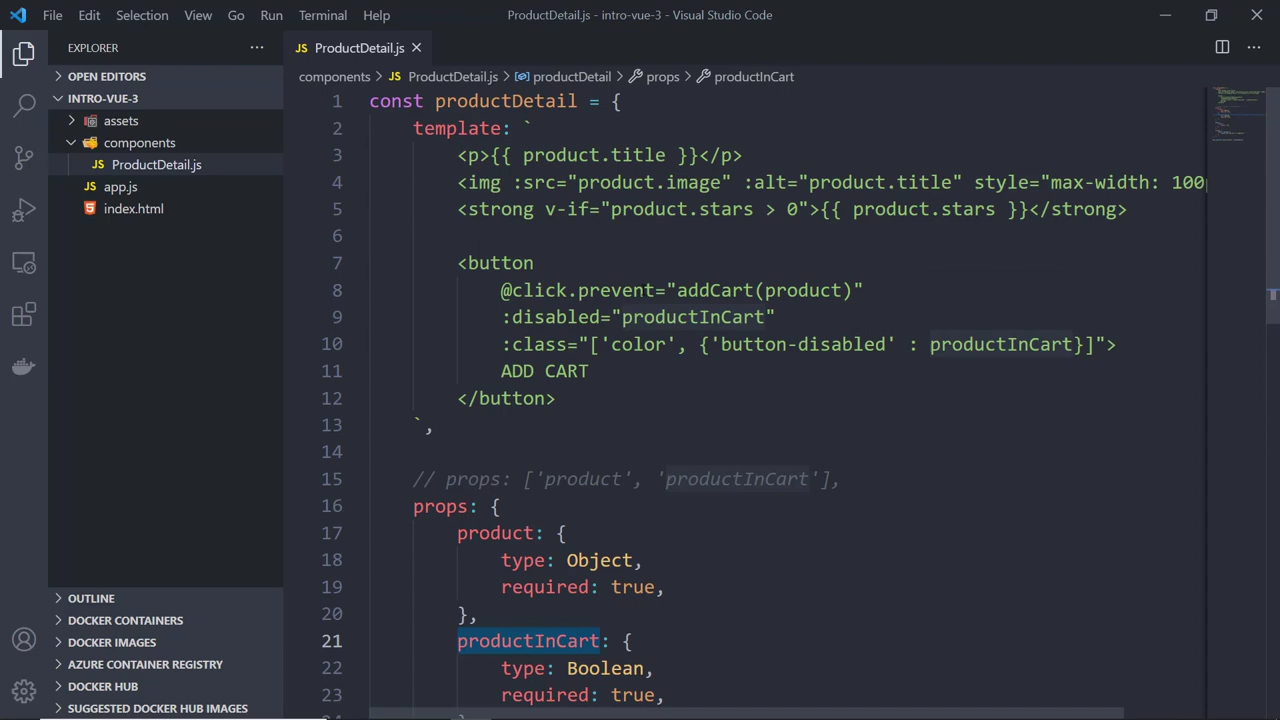 File Edit Selection View Go Run Terminal Help ProductDetail.js - intro-vue-3 - Visual Studio Code
EXPLORER
OPEN EDITORS
INTRO-VUE-3
assets
components
JS ProductDetail.js
JS app.js
index.html
OUTLINE
DOCKER CONTAINERS
DOCKER IMAGES
AZURE CONTAINER REGISTRY
DOCKER HUB
SUGGESTED DOCKER HUB IMAGES
JS ProductDetail.js
components > JS ProductDetail.js > productDetail > props > productInCart
1 const productDetail = {
2 template: `
3 <p>{{ product.title }}</p>
4 <img :src="product.image" :alt="product.title" style="max-width: 100p
5 <strong v-if="product.stars > 0">{{ product.stars }}</strong>
6
7 <button
8 @click.prevent="addCart(product)"
9 :disabled="productInCart"
10 :class="['color', {'button-disabled' : productInCart}]">
11 ADD CART
12 </button>
13 `,
14
15 // props: ['product', 'productInCart'],
16 props: {
17 product: {
18 type: Object,
19 required: true,
20 },
21 productInCart: {
22 type: Boolean,
23 required: true,